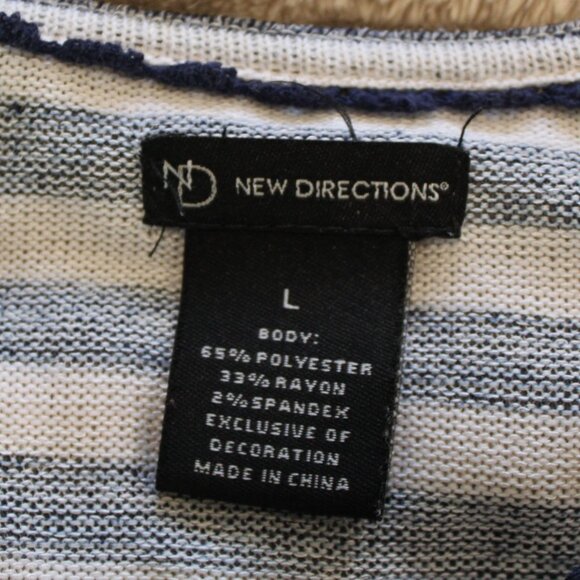 ND NEW DIRECTIONS®
L
BODY:
65% POLYESTER
33% RAYON
2% SPANDEX
EXCLUSIVE OF
DECORATION
MADE IN CHINA